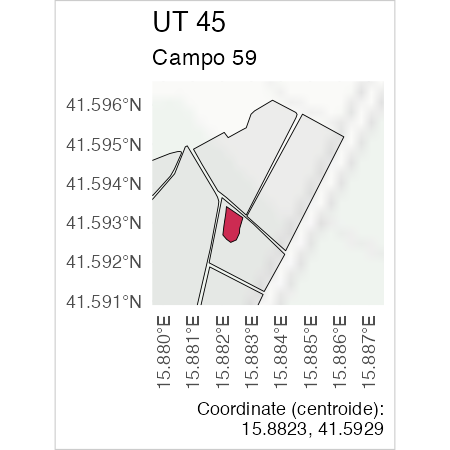 UT 45
Campo 59
41.596°N
41.595°N
41.594°N
41.593°N
41.592°N
41.591°N
15.880°E
15.881°E
15.882°E
15.883°E
15.884°E
15.885°E
15.886°E
15.887°E
Coordinate (centroide):
15.8823, 41.5929